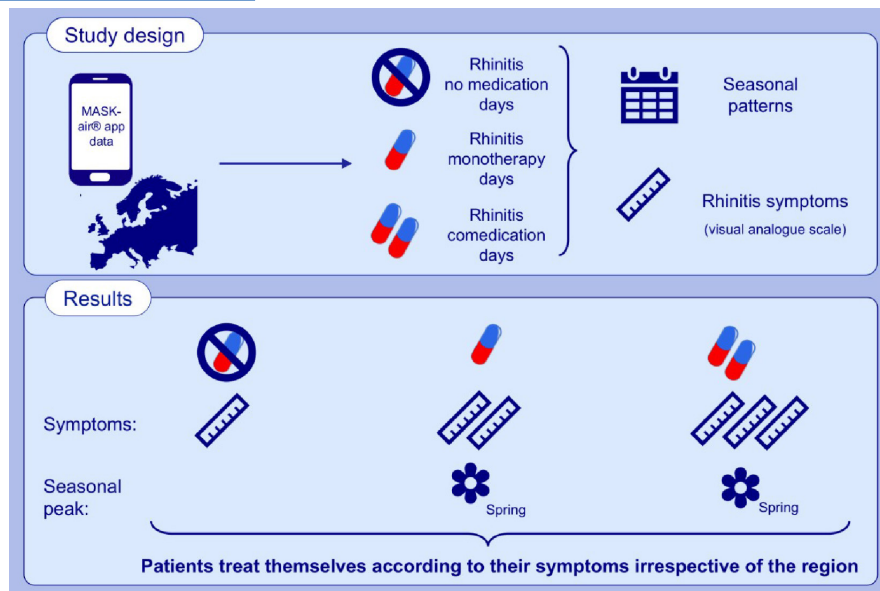 Study design
MASK-
air® app
data
Rhinitis
no medication
days
Rhinitis
monotherapy
days
Rhinitis
comedication
days
Seasonal
patterns
Rhinitis symptoms
(visual analogue scale)
Results
Symptoms:
Seasonal
peak:
Spring
Spring
Patients treat themselves according to their symptoms irrespective of the region